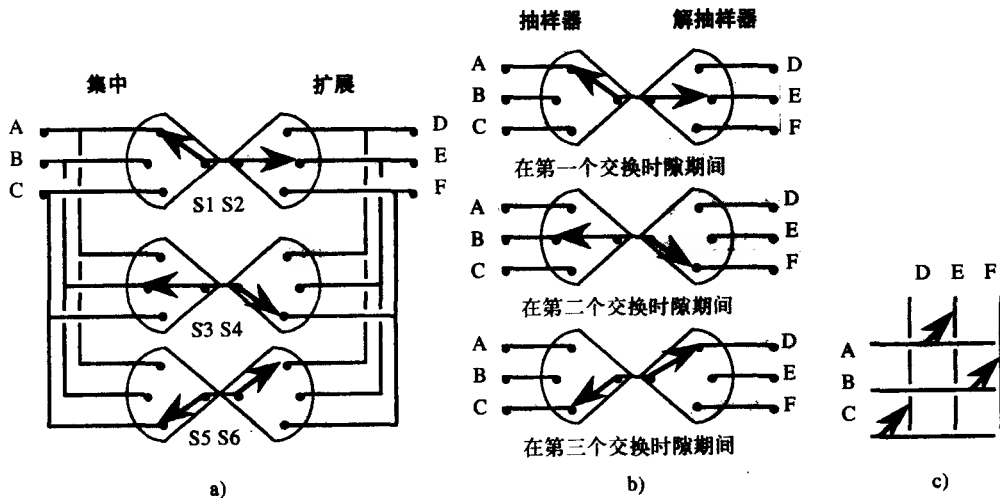 集中 扩展
A D
B E
C F
S1 S2
S3 S4
S5 S6
a)
抽样器 解抽样器
A D
B E
C F
在第一个交换时隙期间
A D
B E
C F
在第二个交换时隙期间
A D
B E
C F
在第三个交换时隙期间
b)
D E F
A
B
C
c)